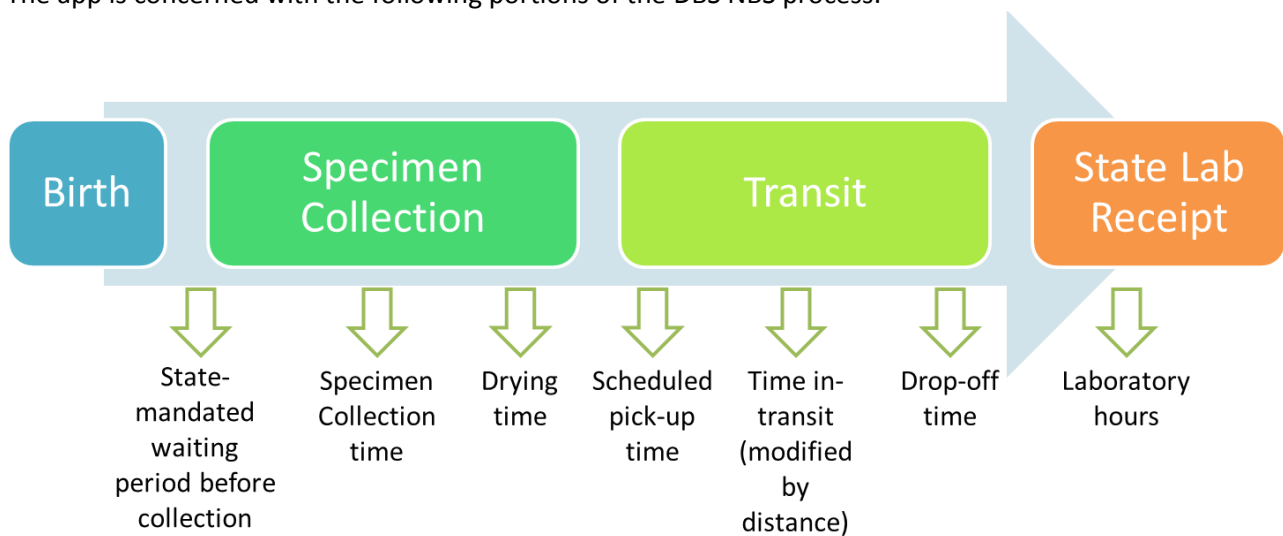 The app is concerned with the following portions of the DBS NBS process:
Birth
Specimen
Collection
Transit
State Lab
Receipt
State-
mandated
waiting
period before
collection
Specimen
Collection
time
Drying
time
Scheduled
pick-up
time
Time in-
transit
(modified
by
distance)
Drop-off
time
Laboratory
hours